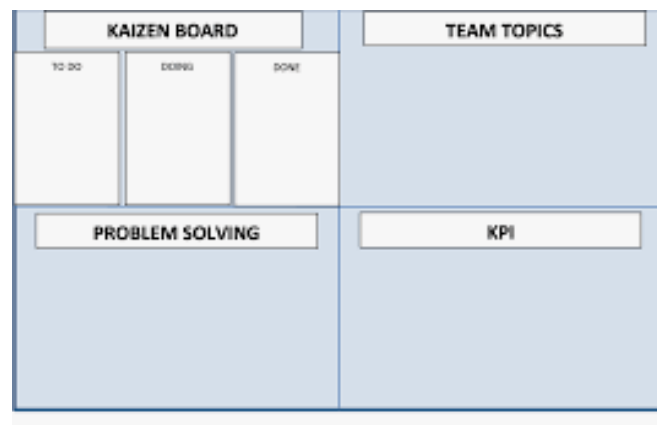 KAIZEN BOARD
TEAM TOPICS
TO DO
DOING
DONE
PROBLEM SOLVING
KPI